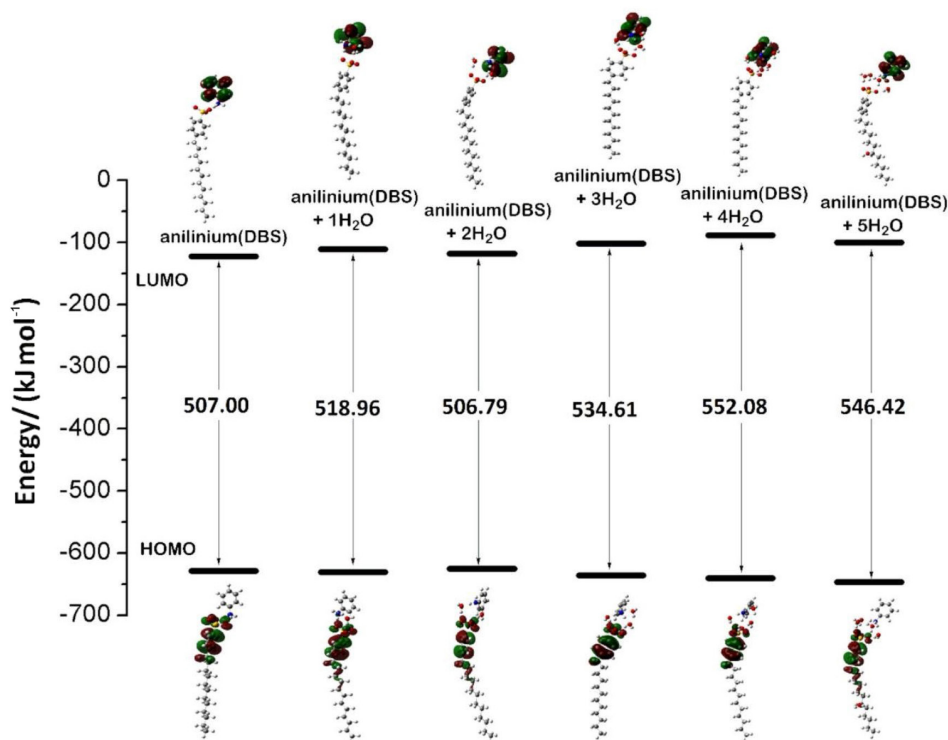 0
-100
-200
-300
-400
-500
-600
-700
Energy/ (kJ mol⁻¹)
LUMO
HOMO
anilinium(DBS)
anilinium(DBS)
+ 1H₂O
anilinium(DBS)
+ 2H₂O
anilinium(DBS)
+ 3H₂O
anilinium(DBS)
+ 4H₂O
anilinium(DBS)
+ 5H₂O
507.00
518.96
506.79
534.61
552.08
546.42